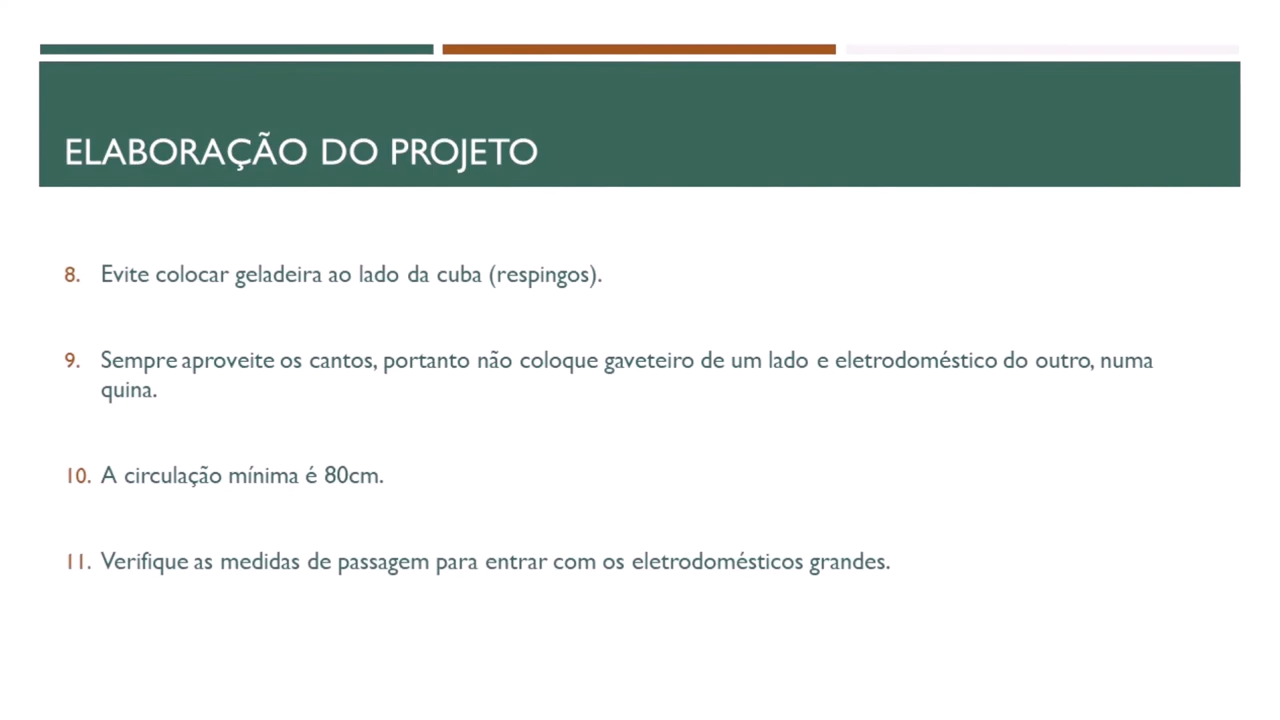 ELABORAÇÃO DO PROJETO
8. Evite colocar geladeira ao lado da cuba (respingos).
9. Sempre aproveite os cantos, portanto não coloque gaveteiro de um lado e eletrodoméstico do outro, numa
quina.
10. A circulação mínima é 80cm.
11. Verifique as medidas de passagem para entrar com os eletrodomésticos grandes.